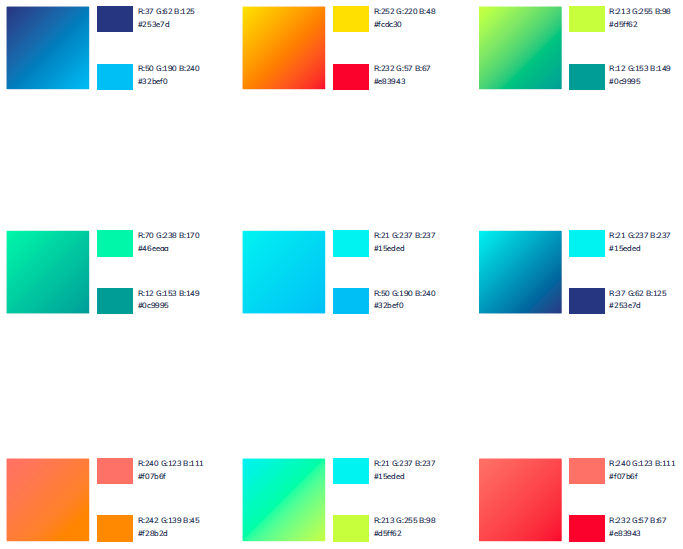 R:37 G:62 B:125
#253e7d
R:50 G:190 B:240
#32bef0
R:252 G:220 B:48
#fcdc30
R:232 G:57 B:67
#e83943
R:213 G:255 B:98
#d5ff62
R:12 G:153 B:149
#0c9995
R:70 G:238 B:170
#46eeaa
R:12 G:153 B:149
#0c9995
R:21 G:237 B:237
#15eded
R:50 G:190 B:240
#32bef0
R:21 G:237 B:237
#15eded
R:37 G:62 B:125
#253e7d
R:240 G:123 B:111
#f07b6f
R:242 G:139 B:45
#f28b2d
R:21 G:237 B:237
#15eded
R:213 G:255 B:98
#d5ff62
R:240 G:123 B:111
#f07b6f
R:232 G:57 B:67
#e83943